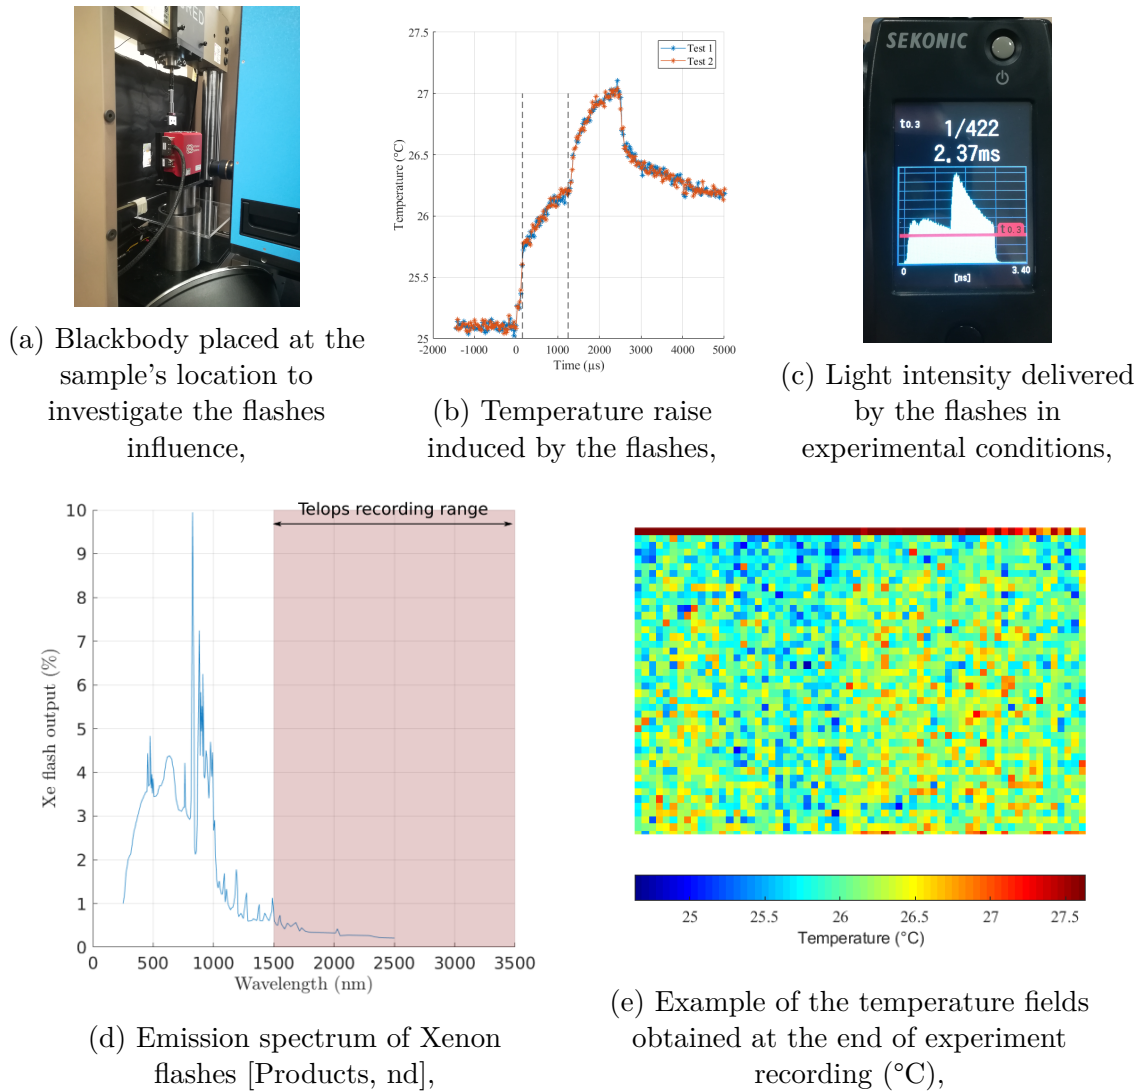 RED
(a) Blackbody placed at the
sample's location to
investigate the flashes
influence,
27.5
27
26.5
26
25.5
25
Temperature (°C)
Test 1
Test 2
-2000 -1000 0 1000 2000 3000 4000 5000
Time (µs)
(b) Temperature raise
induced by the flashes,
SEKONIC
t0.3 1/422
2.37ms
t0.3
0 [ms] 3.40
(c) Light intensity delivered
by the flashes in
experimental conditions,
Telops recording range
10
9
8
7
6
5
4
3
2
1
0
Xe flash output (%)
0 500 1000 1500 2000 2500 3000 3500
Wavelength (nm)
(d) Emission spectrum of Xenon
flashes [Products, nd],
25 25.5 26 26.5 27 27.5
Temperature (°C)
(e) Example of the temperature fields
obtained at the end of experiment
recording (°C),